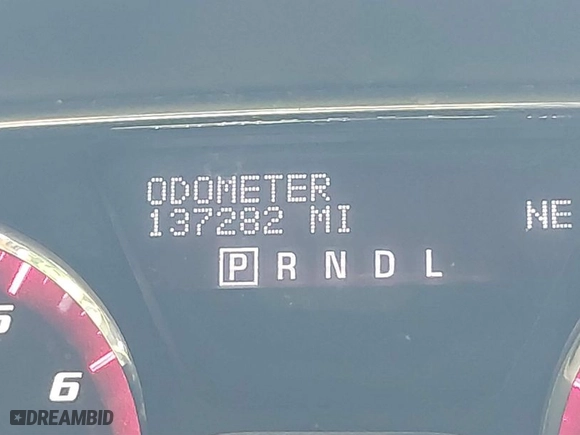 ODOMETER
137282 MI
NE
P R N D L
5
6
DREAMBID